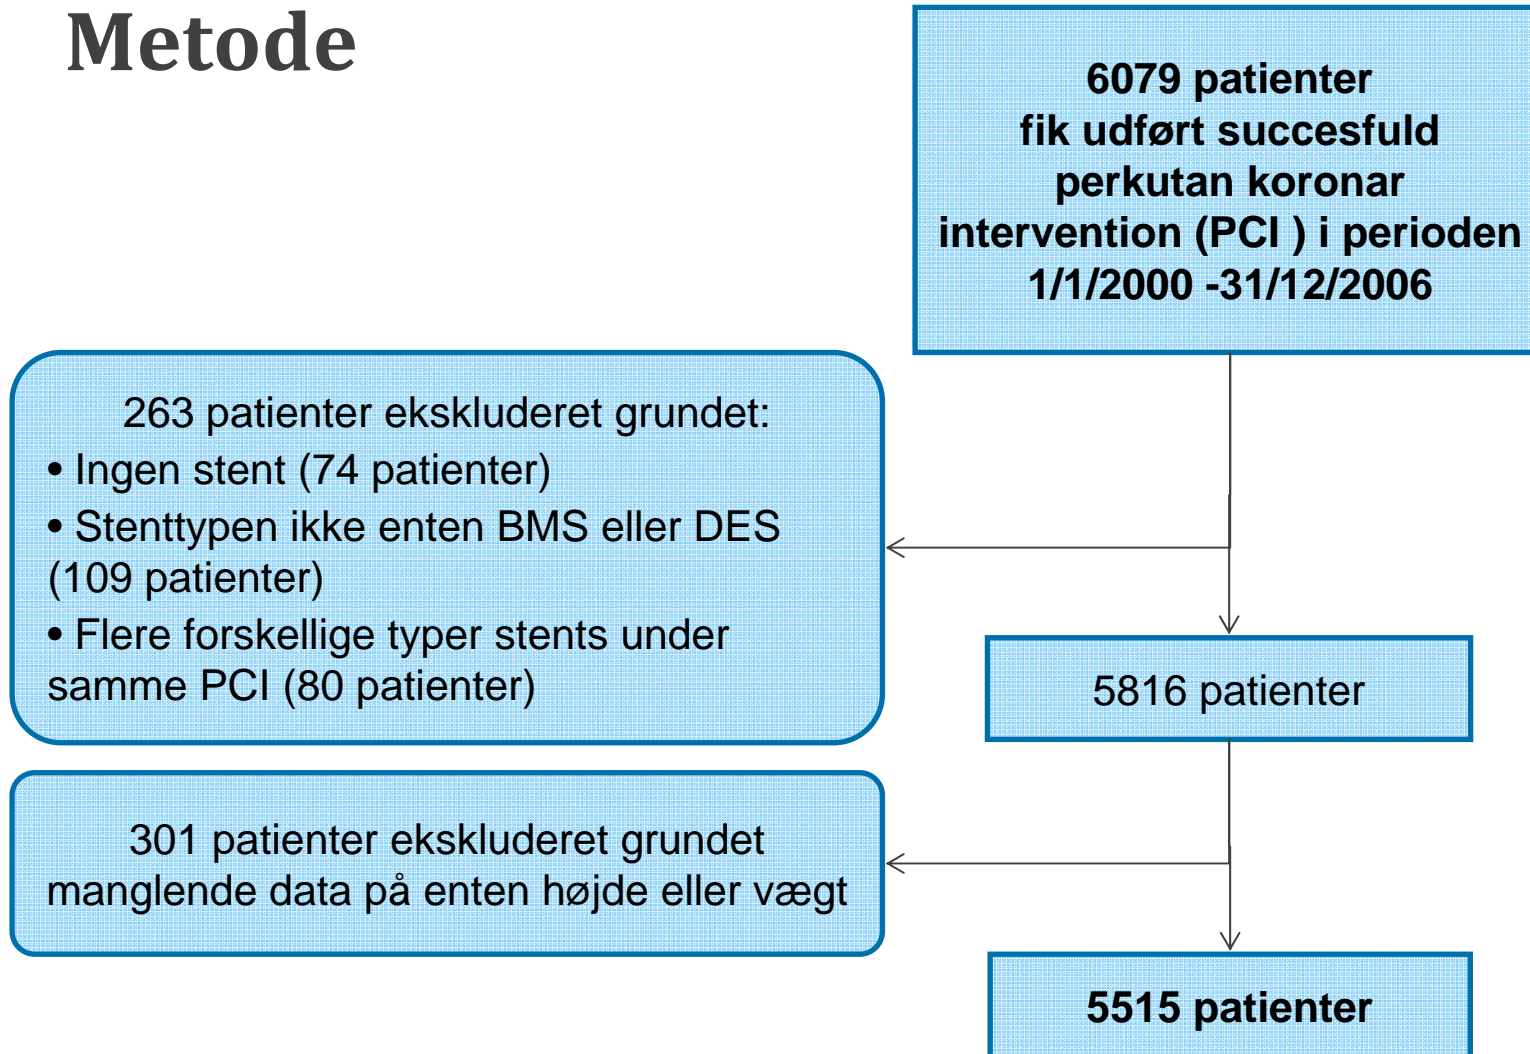 Metode
6079 patienter
fik udført succesfuld
perkutan koronar
intervention (PCI ) i perioden
1/1/2000 -31/12/2006
263 patienter ekskluderet grundet:
• Ingen stent (74 patienter)
• Stenttypen ikke enten BMS eller DES
(109 patienter)
• Flere forskellige typer stents under
samme PCI (80 patienter)
5816 patienter
301 patienter ekskluderet grundet
manglende data på enten højde eller vægt
5515 patienter